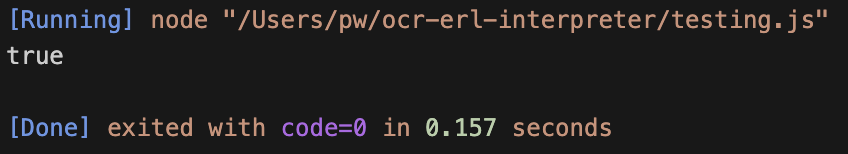 [Running] node "/Users/pw/ocr-erl-interpreter/testing.js"
true
[Done] exited with code=0 in 0.157 seconds